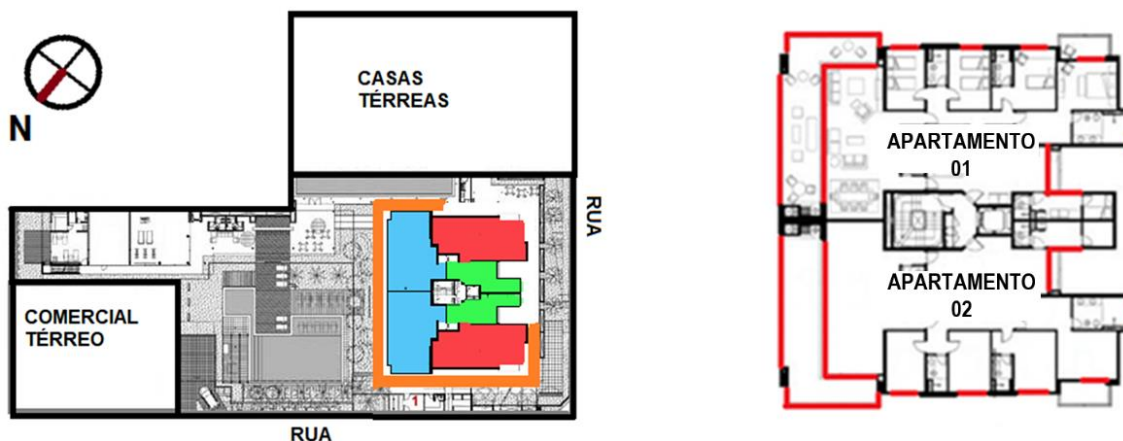 N
CASAS
TÉRREAS
RUA
COMERCIAL
TÉRREO
1
RUA
APARTAMENTO
01
APARTAMENTO
02